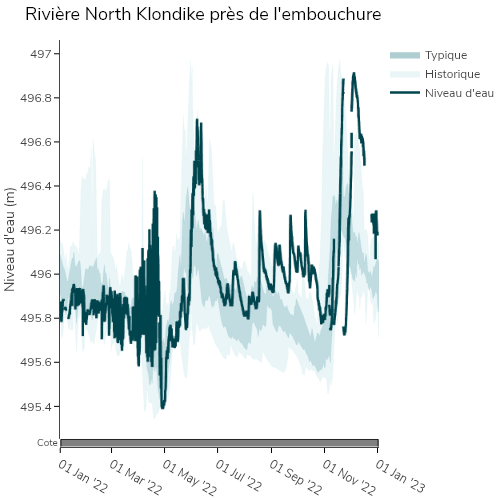 Rivière North Klondike près de l'embouchure
497
496.8
496.6
496.4
496.2
496
495.8
495.6
495.4
Niveau d'eau (m)
Typique
Historique
Niveau d'eau
Cote
01 Jan '22
01 Mar '22
01 May '22
01 Jul '22
01 Sep '22
01 Nov '22
01 Jan '23